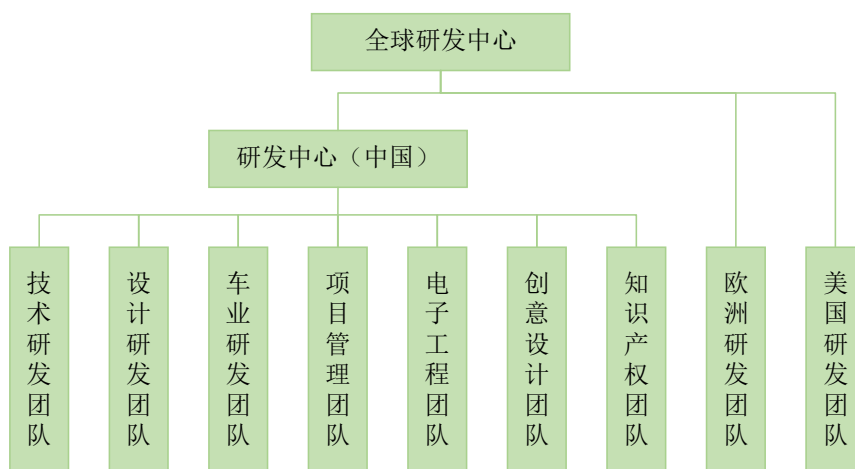 全球研发中心
研发中心（中国）
技术研发团队
设计研发团队
车业研发团队
项目管理团队
电子工程团队
创意设计团队
知识产权团队
欧洲研发团队
美国研发团队